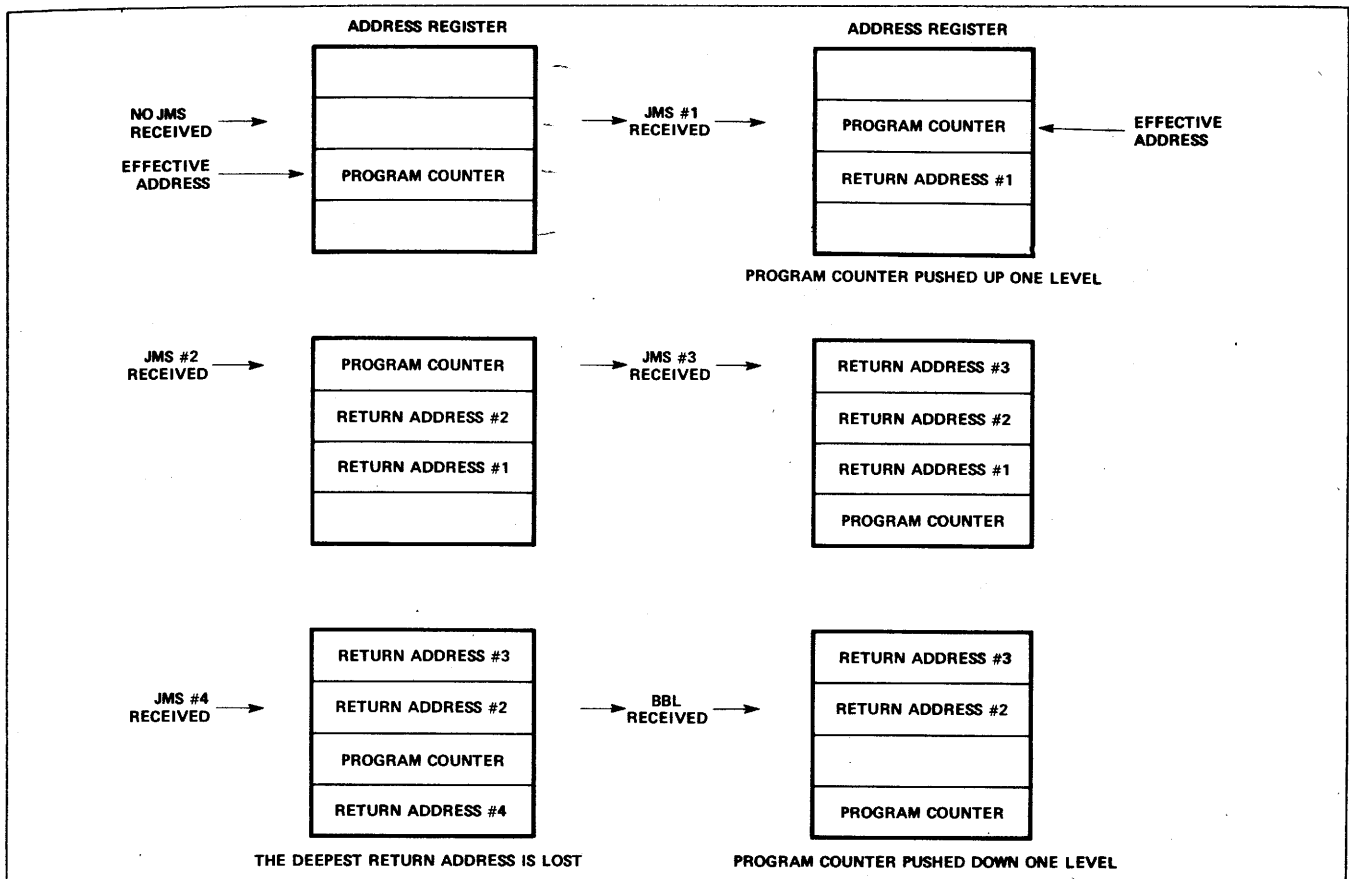 ADDRESS REGISTER
NO JMS
RECEIVED
EFFECTIVE
ADDRESS
PROGRAM COUNTER
JMS #1
RECEIVED
ADDRESS REGISTER
PROGRAM COUNTER
RETURN ADDRESS #1
EFFECTIVE
ADDRESS
PROGRAM COUNTER PUSHED UP ONE LEVEL
JMS #2
RECEIVED
PROGRAM COUNTER
RETURN ADDRESS #2
RETURN ADDRESS #1
JMS #3
RECEIVED
RETURN ADDRESS #3
RETURN ADDRESS #2
RETURN ADDRESS #1
PROGRAM COUNTER
JMS #4
RECEIVED
RETURN ADDRESS #3
RETURN ADDRESS #2
PROGRAM COUNTER
RETURN ADDRESS #4
THE DEEPEST RETURN ADDRESS IS LOST
BBL
RECEIVED
RETURN ADDRESS #3
RETURN ADDRESS #2
PROGRAM COUNTER
PROGRAM COUNTER PUSHED DOWN ONE LEVEL